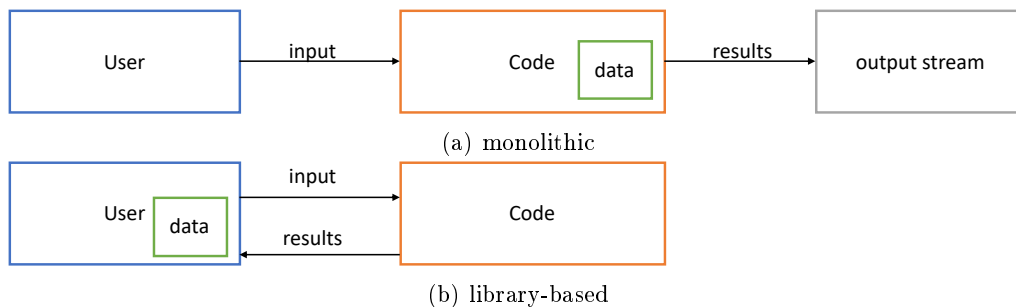 User
input
Code
data
results
output stream
(a) monolithic
User
data
input
results
Code
(b) library-based